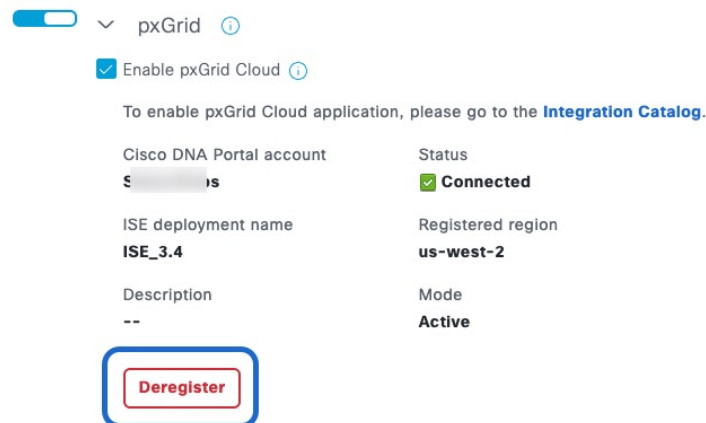 pxGrid
Enable pxGrid Cloud
To enable pxGrid Cloud application, please go to the Integration Catalog.
Cisco DNA Portal account
Status
Connected
ISE deployment name
Registered region
ISE_3.4
us-west-2
Description
Mode
--
Active
Deregister